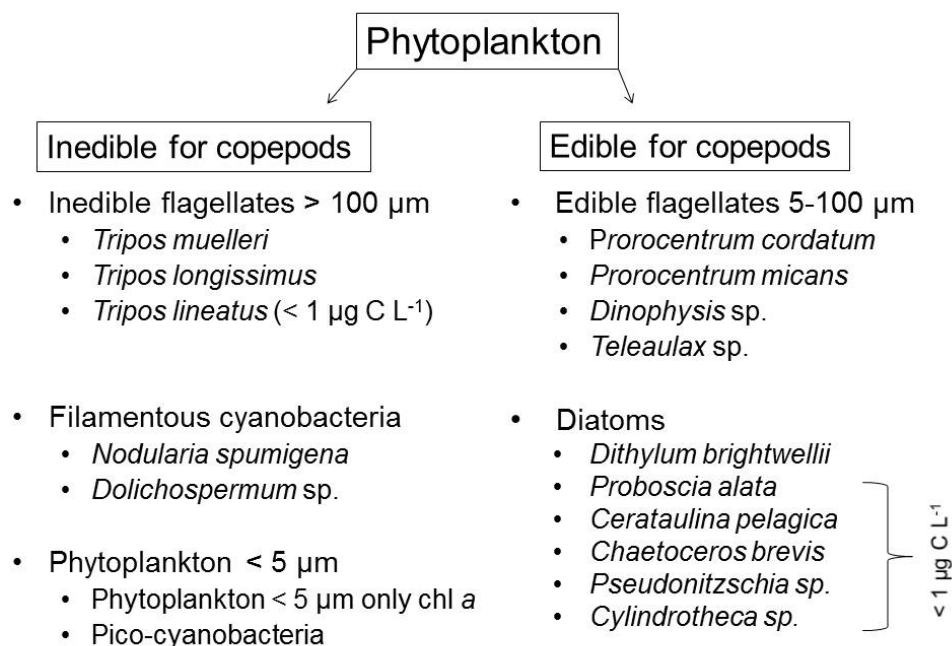 Phytoplankton
Inedible for copepods
• Inedible flagellates > 100 µm
• Tripos muelleri
• Tripos longissimus
• Tripos lineatus (< 1 µg C L⁻¹)
• Filamentous cyanobacteria
• Nodularia spumigena
• Dolichospermum sp.
• Phytoplankton < 5 µm
• Phytoplankton < 5 µm only chl a
• Pico-cyanobacteria
Edible for copepods
• Edible flagellates 5-100 µm
• Prorocentrum cordatum
• Prorocentrum micans
• Dinophysis sp.
• Teleaulax sp.
• Diatoms
• Dithylum brightwellii
• Proboscia alata
• Cerataulina pelagica
• Chaetoceros brevis
• Pseudonitzschia sp.
• Cylindrotheca sp.
< 1 µg C L⁻¹